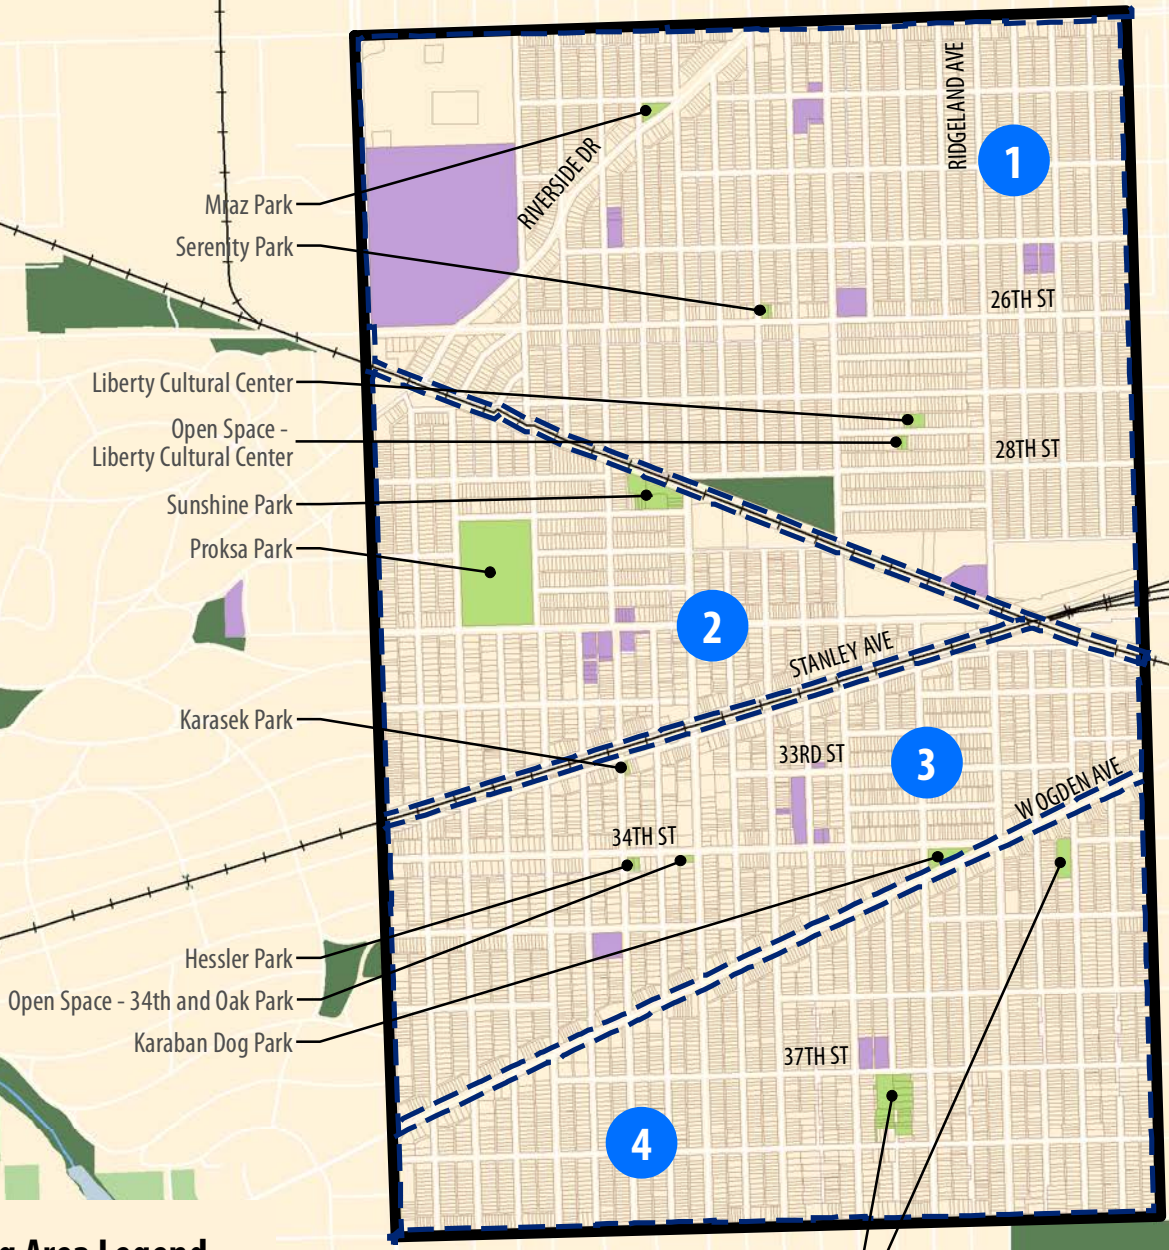 RIDGELAND AVE
1
RIVERSIDE DR
Mraz Park
Serenity Park
26TH ST
Liberty Cultural Center
Open Space -
Liberty Cultural Center
28TH ST
Sunshine Park
Proksa Park
2
STANLEY AVE
Karasek Park
33RD ST
3
W OGDEN AVE
34TH ST
Hessler Park
Open Space - 34th and Oak Park
Karaban Dog Park
37TH ST
4
Area Legend